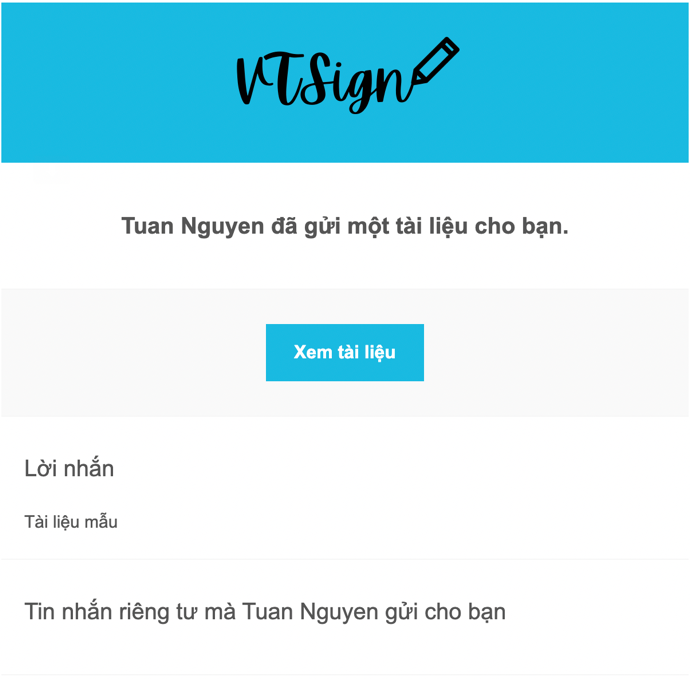 VTSign
Tuan Nguyen đã gửi một tài liệu cho bạn.
Xem tài liệu
Lời nhắn
Tài liệu mẫu
Tin nhắn riêng tư mà Tuan Nguyen gửi cho bạn